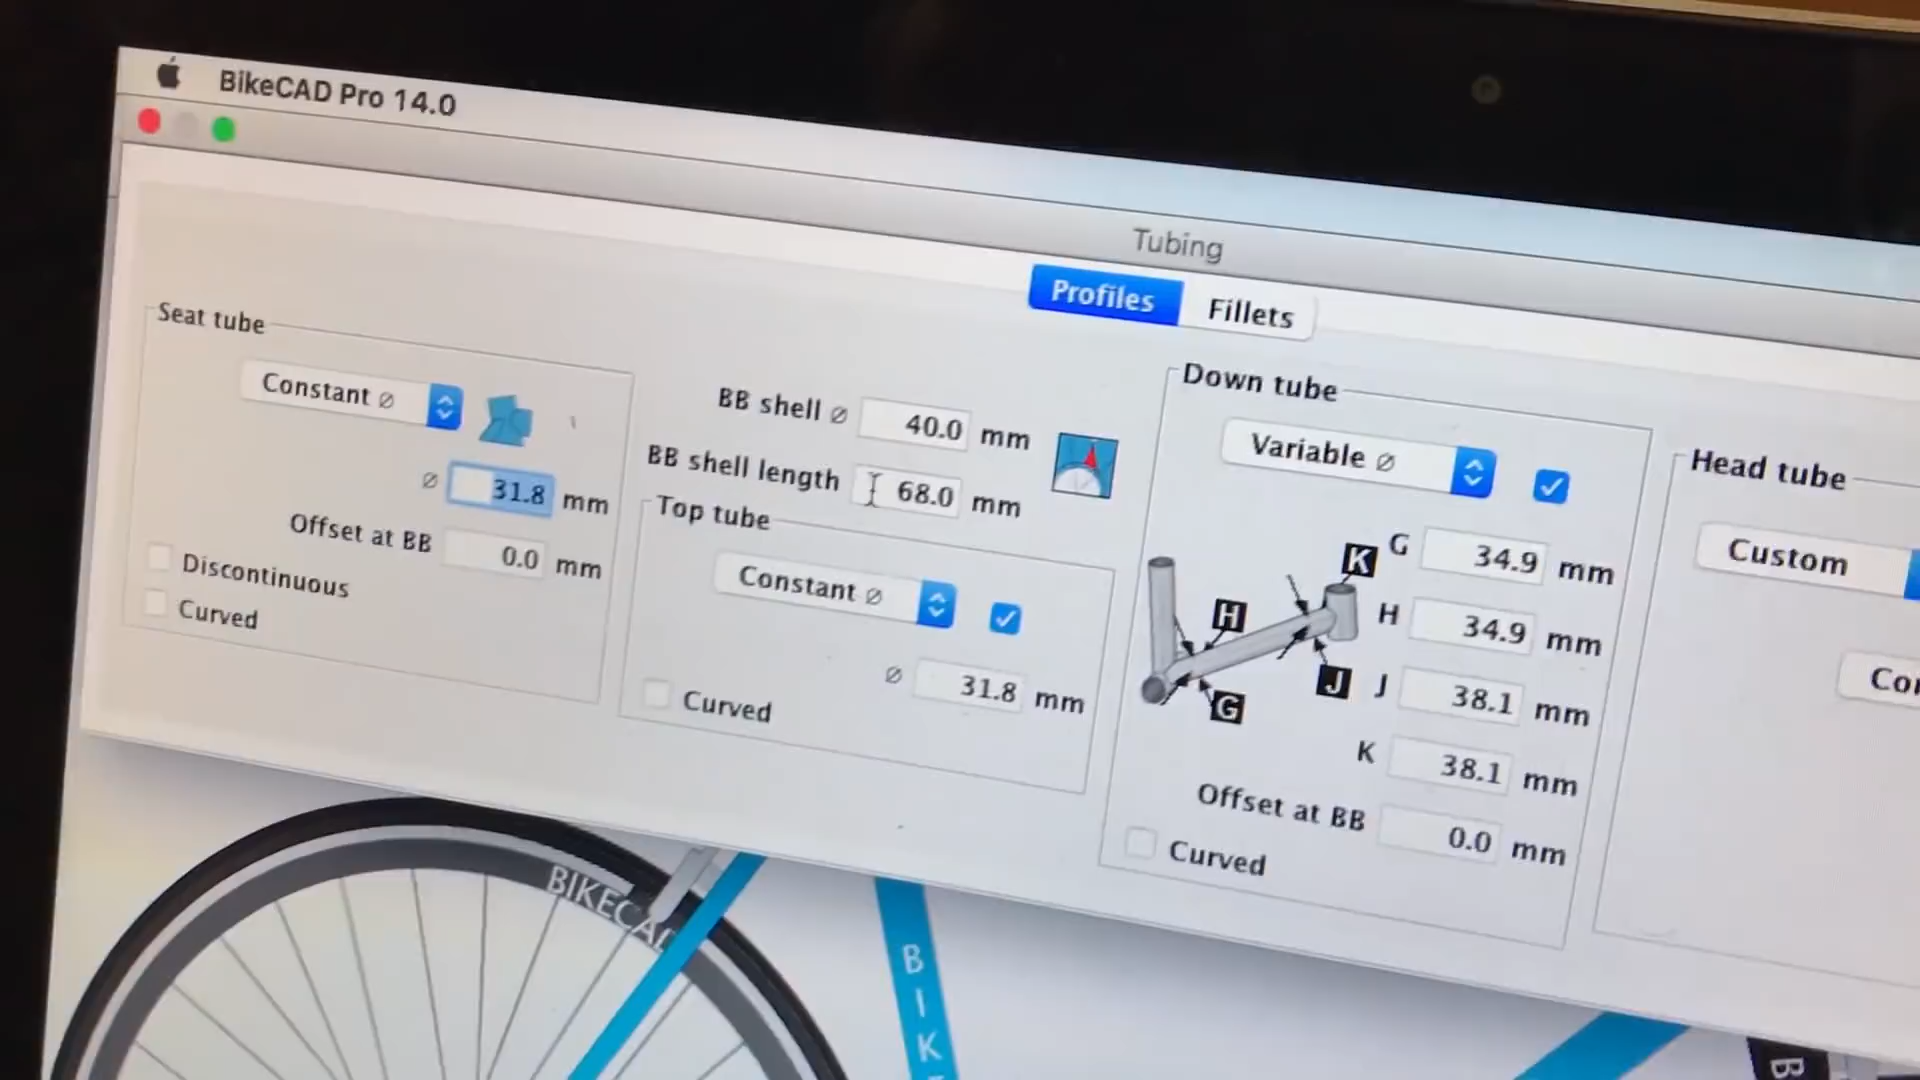 BikeCAD Pro 14.0
Tubing
Profiles
Fillets
Seat tube
Constant ⌀
⌀ 31.8 mm
Offset at BB 0.0 mm
Discontinuous
Curved
BB shell ⌀ 40.0 mm
BB shell length 68.0 mm
Top tube
Constant ⌀
⌀ 31.8 mm
Curved
Down tube
Variable ⌀
K
H
J
G
G 34.9 mm
H 34.9 mm
J 38.1 mm
K 38.1 mm
Offset at BB 0.0 mm
Curved
Head tube
Custom
BIKECAD
BIK
B